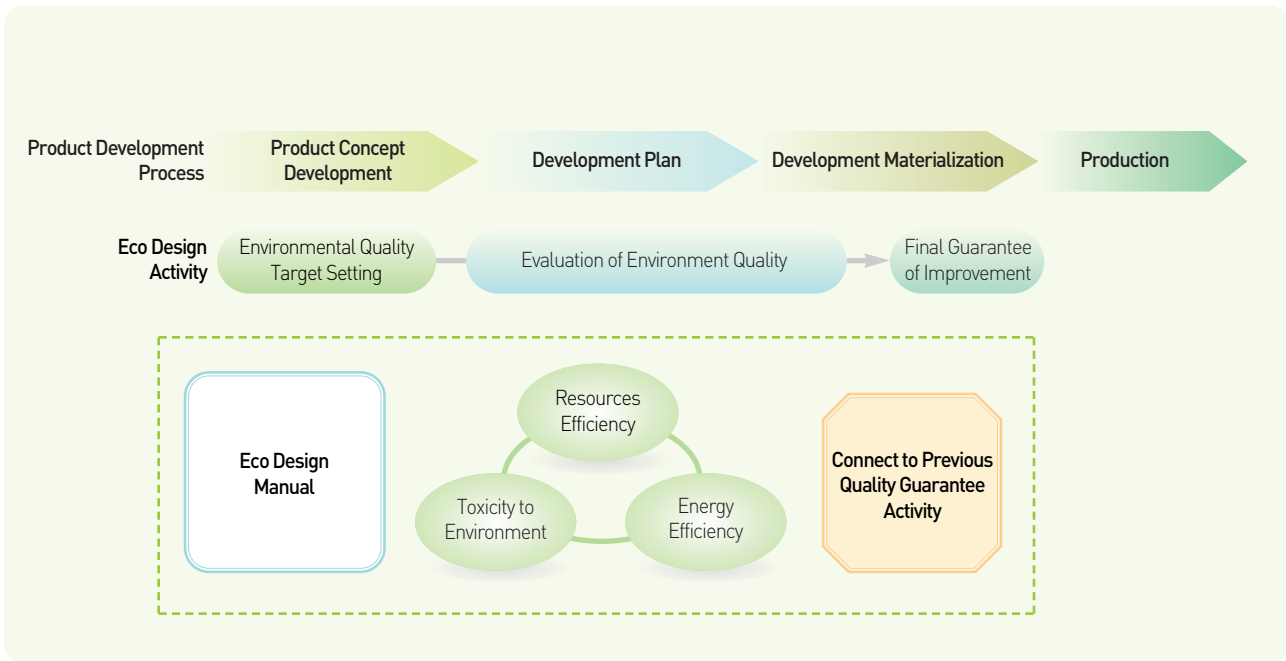 Product Development
Process
Product Concept
Development
Development Plan
Development Materialization
Production
Eco Design
Activity
Environmental Quality
Target Setting
Evaluation of Environment Quality
Final Guarantee
of Improvement
Eco Design
Manual
Resources
Efficiency
Toxicity to
Environment
Energy
Efficiency
Connect to Previous
Quality Guarantee
Activity